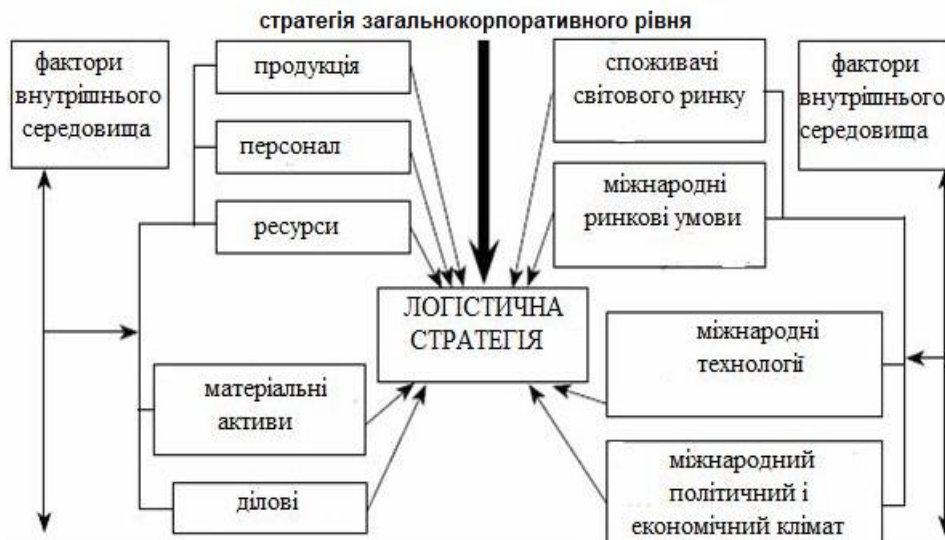 стратегія загальнокорпоративного рівня
фактори
внутрішнього
середовища
продукція
персонал
ресурси
матеріальні
активи
ділові
ЛОГІСТИЧНА
СТРАТЕГІЯ
споживачі
світового ринку
міжнародні
ринкові умови
міжнародні
технології
міжнародний
політичний і
економічний клімат
фактори
внутрішнього
середовища